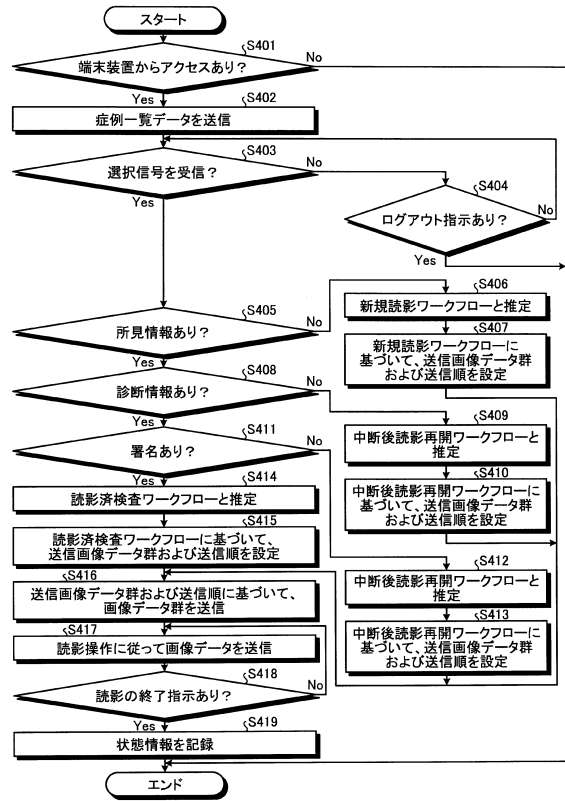 スタート
S401
端末装置からアクセスあり？
No
Yes
S402
症例一覧データを送信
S403
選択信号を受信？
No
Yes
S404
ログアウト指示あり？
No
Yes
S405
所見情報あり？
No
Yes
S406
新規読影ワークフローと推定
S407
新規読影ワークフローに
基づいて、送信画像データ群
および送信順を設定
S408
診断情報あり？
No
Yes
S409
中断後読影再開ワークフローと
推定
S410
中断後読影再開ワークフローに
基づいて、送信画像データ群
および送信順を設定
S411
署名あり？
No
Yes
S412
中断後読影再開ワークフローと
推定
S413
中断後読影再開ワークフローに
基づいて、送信画像データ群
および送信順を設定
S414
読影済検査ワークフローと推定
S415
読影済検査ワークフローに基づいて、
送信画像データ群および送信順を設定
S416
送信画像データ群および送信順に基づいて、
画像データ群を送信
S417
読影操作に従って画像データを送信
S418
読影の終了指示あり？
No
Yes
S419
状態情報を記録
エンド